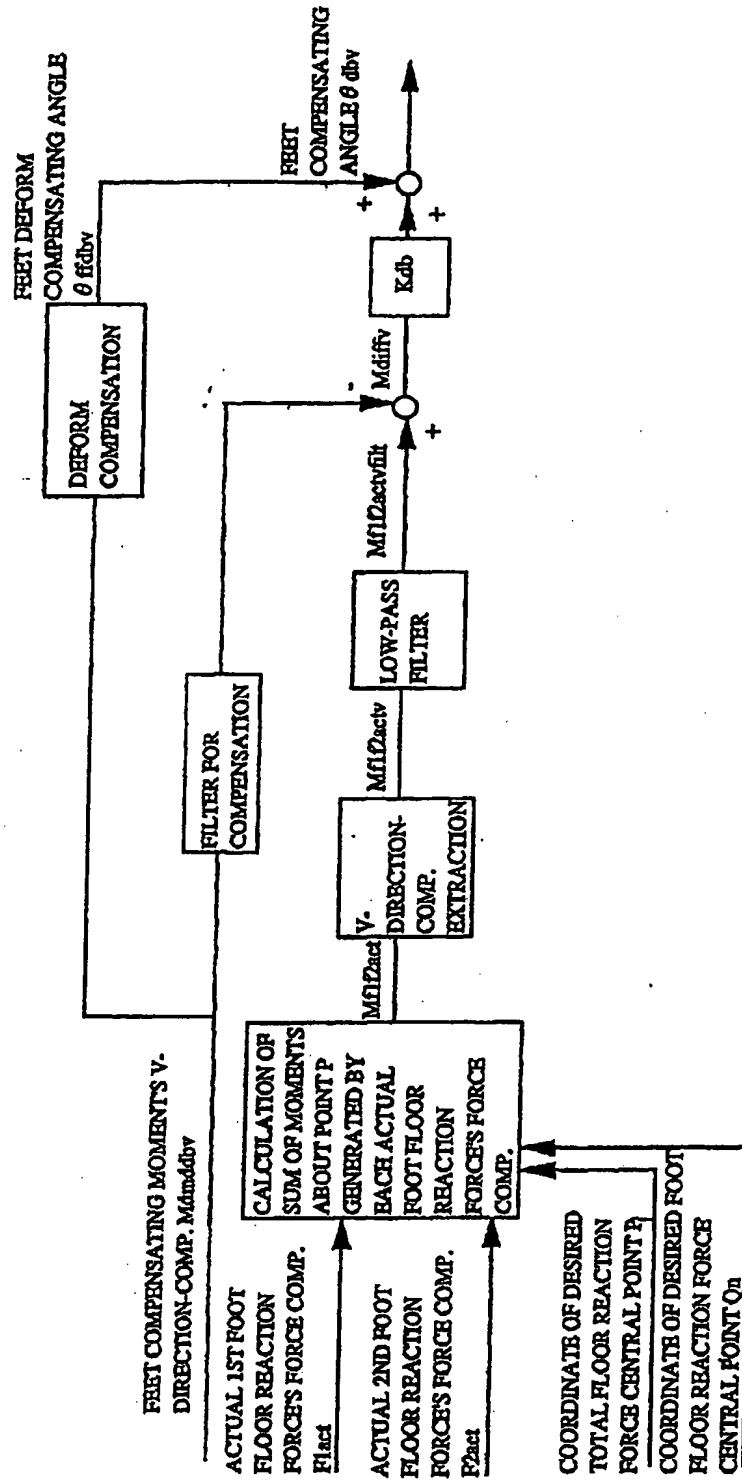 FEET COMPENSATING MOMENT'S V-
DIRECTION-COMP. Mdmddbv
ACTUAL 1ST FOOT
FLOOR REACTION
FORCE'S FORCE COMP.
F1act
ACTUAL 2ND FOOT
FLOOR REACTION
FORCE'S FORCE COMP.
F2act
COORDINATE OF DESIRED
TOTAL FLOOR REACTION
FORCE CENTRAL POINT P
COORDINATE OF DESIRED FOOT
FLOOR REACTION FORCE
CENTRAL POINT Qn
CALCULATION OF
SUM OF MOMENTS
ABOUT POINT P
GENERATED BY
EACH ACTUAL
FOOT FLOOR
REACTION
FORCE'S FORCE
COMP.
Mf1f2act
V-
DIRECTION-
COMP.
EXTRACTION
Mf1f2actv
LOW-PASS
FILTER
Mf1f2actvfilt
+
-
FILTER FOR
COMPENSATION
Mdiffv
Kdb
+
+
DEFORM
COMPENSATION
FEET DEFORM
COMPENSATING ANGLE
θ ffdbv
FEET
COMPENSATING
ANGLE θ dbv